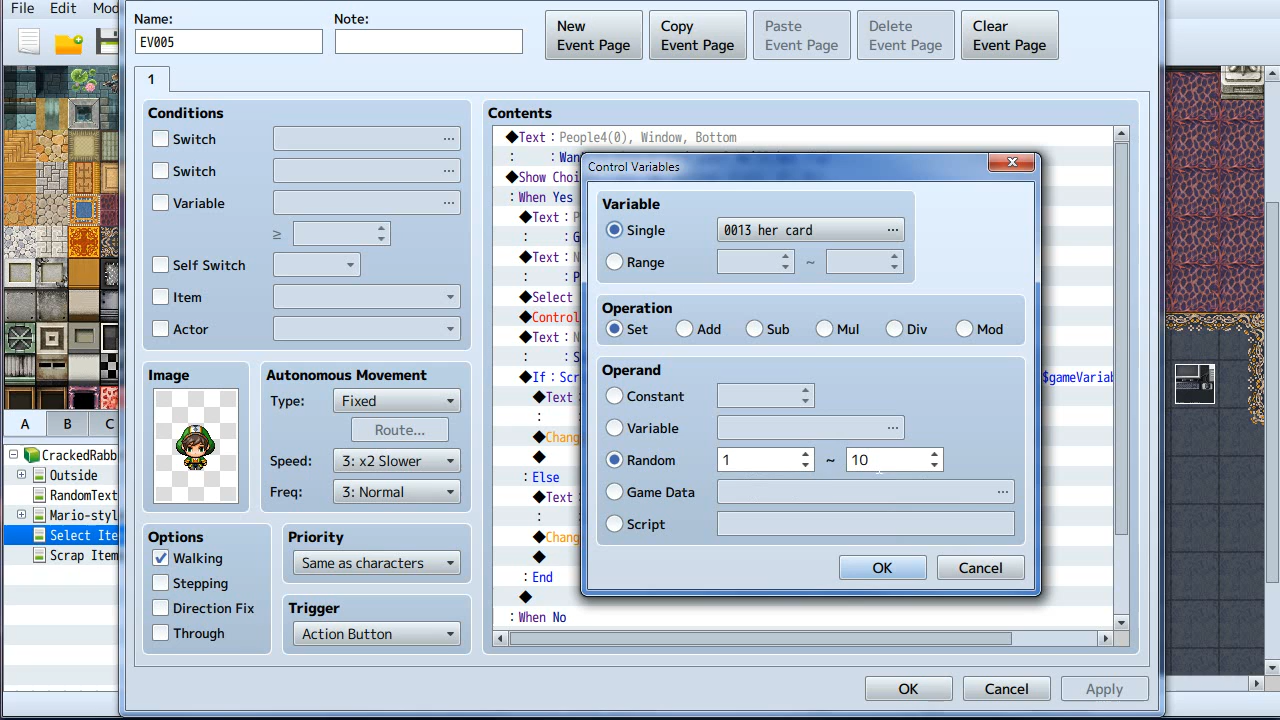 File Edit Mod
Name: Note:
EV005
New Event Page
Copy Event Page
Paste Event Page
Delete Event Page
Clear Event Page
1
Conditions
Switch ...
Switch ...
Variable ...
≥
Self Switch
Item
Actor
Image
Autonomous Movement
Type: Fixed
Route...
Speed: 3: x2 Slower
Freq: 3: Normal
Options
Walking
Stepping
Direction Fix
Through
Priority
Same as characters
Trigger
Action Button
Contents
◆Text : People4(0), Window, Bottom
: : Wan
◆Show Choi
: When Yes
◆Text : P
: : G
◆Text : N
: : P
◆Select
◆Control
◆Text : N
: : S
◆If : Scr $gameVariab
◆Text :
: :
◆Chang
◆
: Else
◆Text :
: :
◆Chang
◆
: End
◆
: When No
Control Variables
Variable
Single 0013 her card ...
Range ~
Operation
Set Add Sub Mul Div Mod
Operand
Constant
Variable ...
Random 1 ~ 10
Game Data ...
Script
OK Cancel
OK Cancel Apply
A B C
CrackedRabb
Outside
RandomText
Mario-styl
Select Ite
Scrap Item